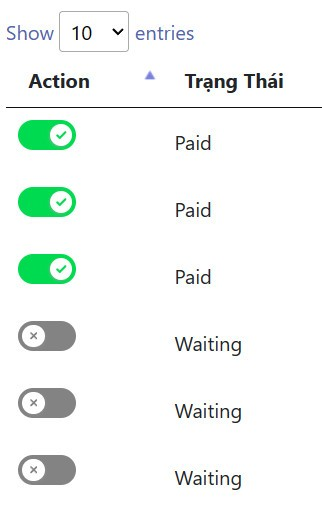 Show 10 entries
Action Trạng Thái
Paid
Paid
Paid
Waiting
Waiting
Waiting